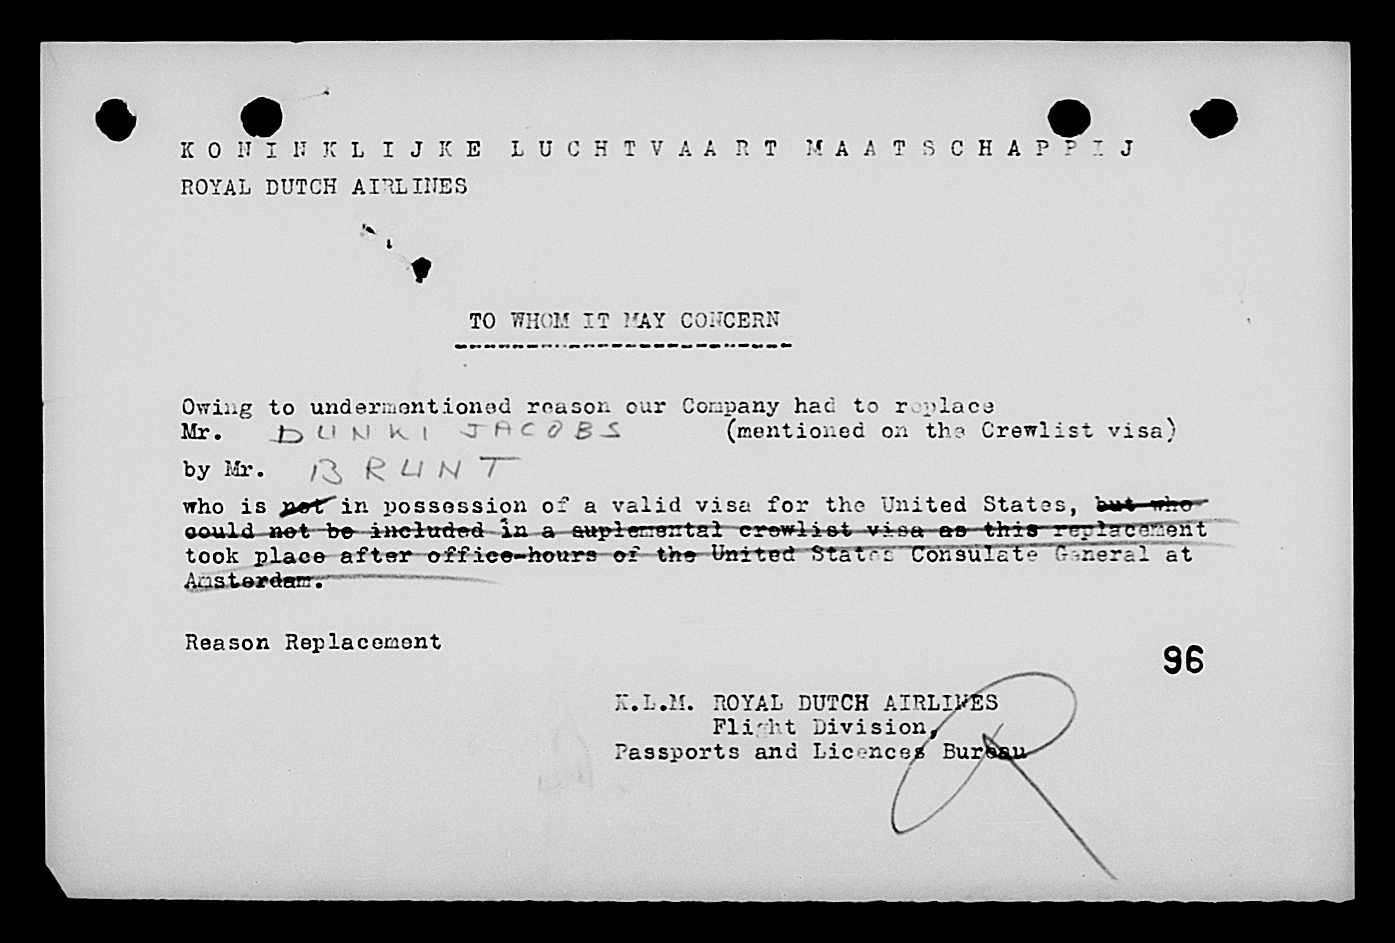 KONINKLIJKE LUCHTVAART MAATSCHAPPIJ
ROYAL DUTCH AIRLINES
TO WHOM IT MAY CONCERN
Owing to undermentioned reason our Company had to replace
Mr. DUNKI JACOBS (mentioned on the Crewlist visa)
by Mr. BRUNT
who is not in possession of a valid visa for the United States, but who
could not be included in a suplemental crewlist visa as this replacement
took place after office-hours of the United States Consulate General at
Amsterdam.
Reason Replacement
96
K.L.M. ROYAL DUTCH AIRLINES
Flight Division,
Passports and Licences Bureau